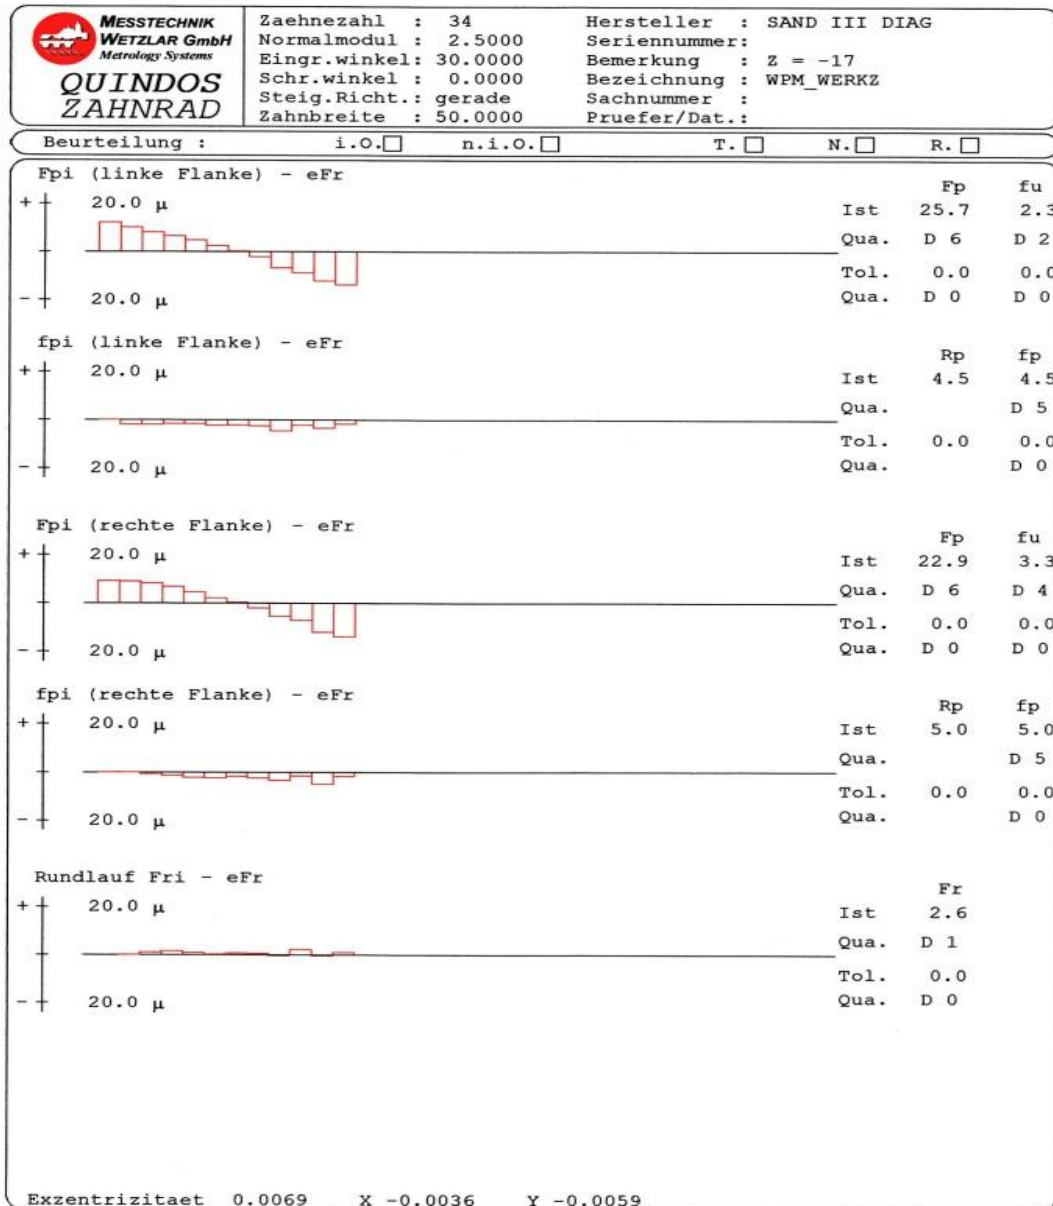 MESSTECHNIK
WETZLAR GmbH
Metrology Systems
QUINDOS
ZAHNRAD
Zaehnezahl : 34 Hersteller : SAND III DIAG
Normalmodul : 2.5000 Seriennummer:
Eingr.winkel: 30.0000 Bemerkung : Z = -17
Schr.winkel : 0.0000 Bezeichnung : WPM_WERKZ
Steig.Richt.: gerade Sachnummer :
Zahnbreite : 50.0000 Pruefer/Dat.:
Beurteilung : i.O. n.i.O. T. N. R.
Fpi (linke Flanke) - eFr
Fp fu
+ 20.0 µ
Ist 25.7 2.3
Qua. D 6 D 2
Tol. 0.0 0.0
- 20.0 µ
Qua. D 0 D 0
fpi (linke Flanke) - eFr
Rp fp
+ 20.0 µ
Ist 4.5 4.5
Qua. D 5
Tol. 0.0 0.0
- 20.0 µ
Qua. D 0
Fpi (rechte Flanke) - eFr
Fp fu
+ 20.0 µ
Ist 22.9 3.3
Qua. D 6 D 4
Tol. 0.0 0.0
- 20.0 µ
Qua. D 0 D 0
fpi (rechte Flanke) - eFr
Rp fp
+ 20.0 µ
Ist 5.0 5.0
Qua. D 5
Tol. 0.0 0.0
- 20.0 µ
Qua. D 0
Rundlauf Fri - eFr
Fr
+ 20.0 µ
Ist 2.6
Qua. D 1
Tol. 0.0
- 20.0 µ
Qua. D 0
Exzentrizitaet 0.0069 X -0.0036 Y -0.0059